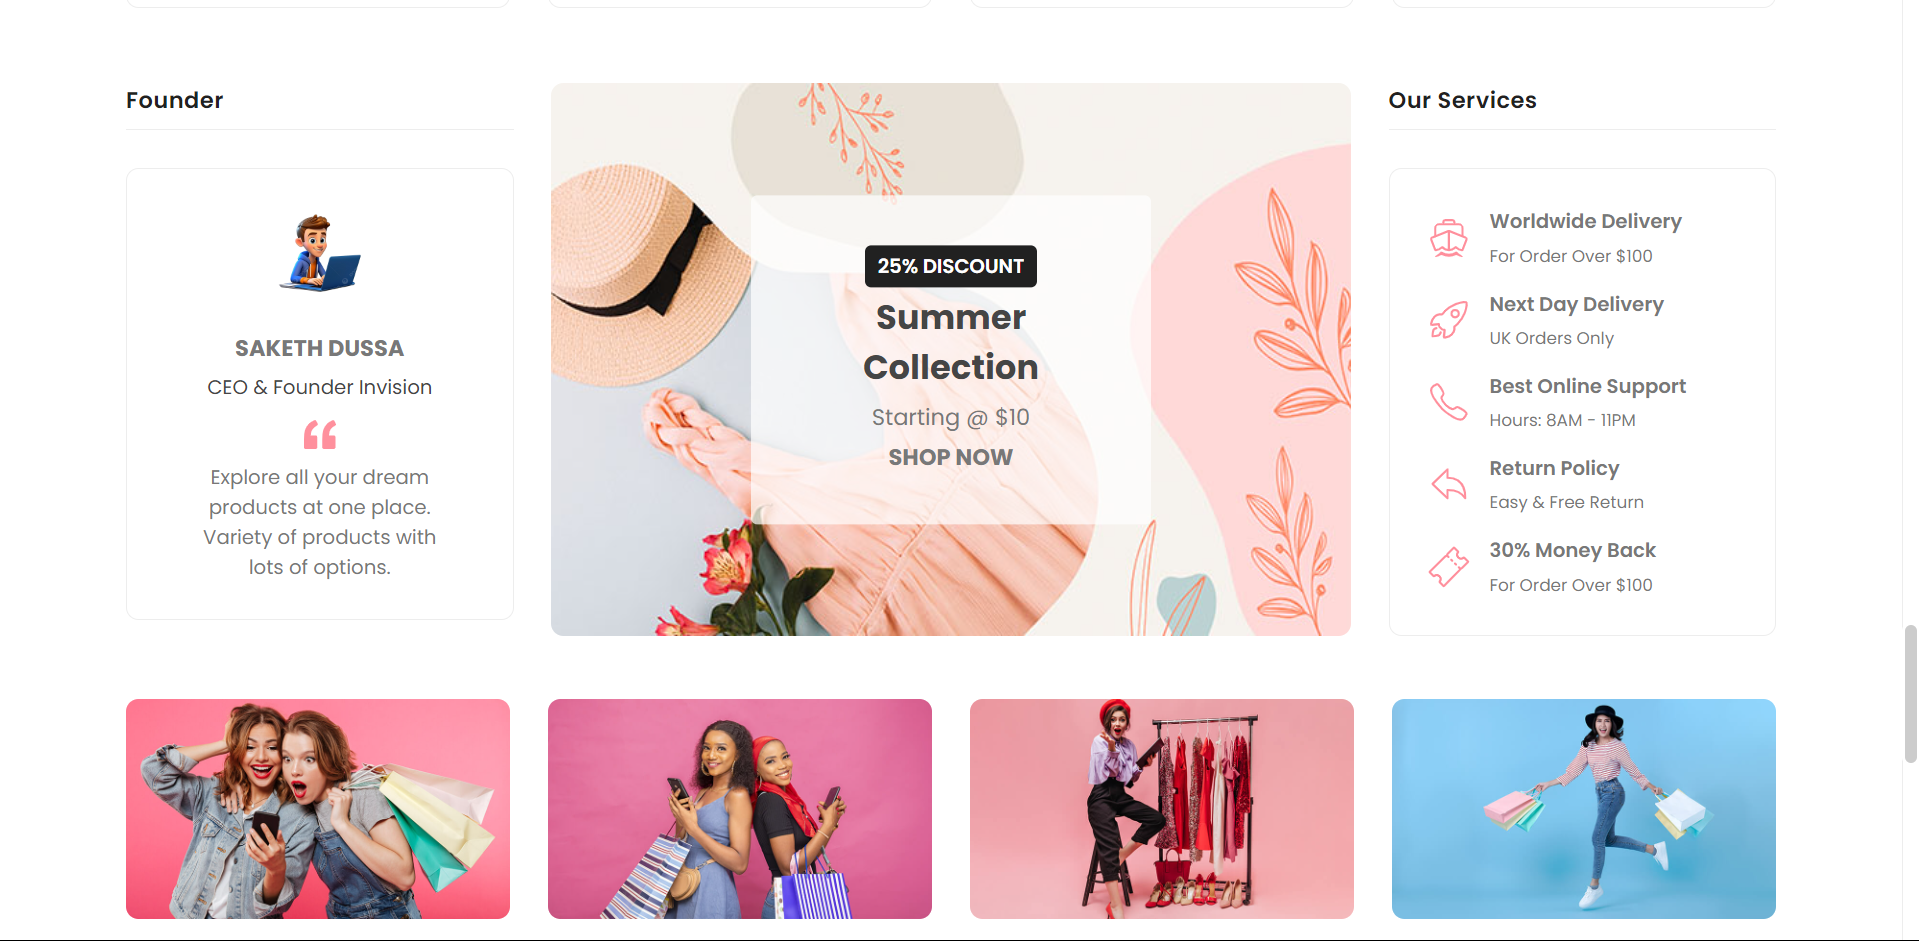 Founder
SAKETH DUSSA
CEO & Founder Invision
Explore all your dream
products at one place.
Variety of products with
lots of options.
25% DISCOUNT
Summer
Collection
Starting @ $10
SHOP NOW
Our Services
Worldwide Delivery
For Order Over $100
Next Day Delivery
UK Orders Only
Best Online Support
Hours: 8AM - 11PM
Return Policy
Easy & Free Return
30% Money Back
For Order Over $100